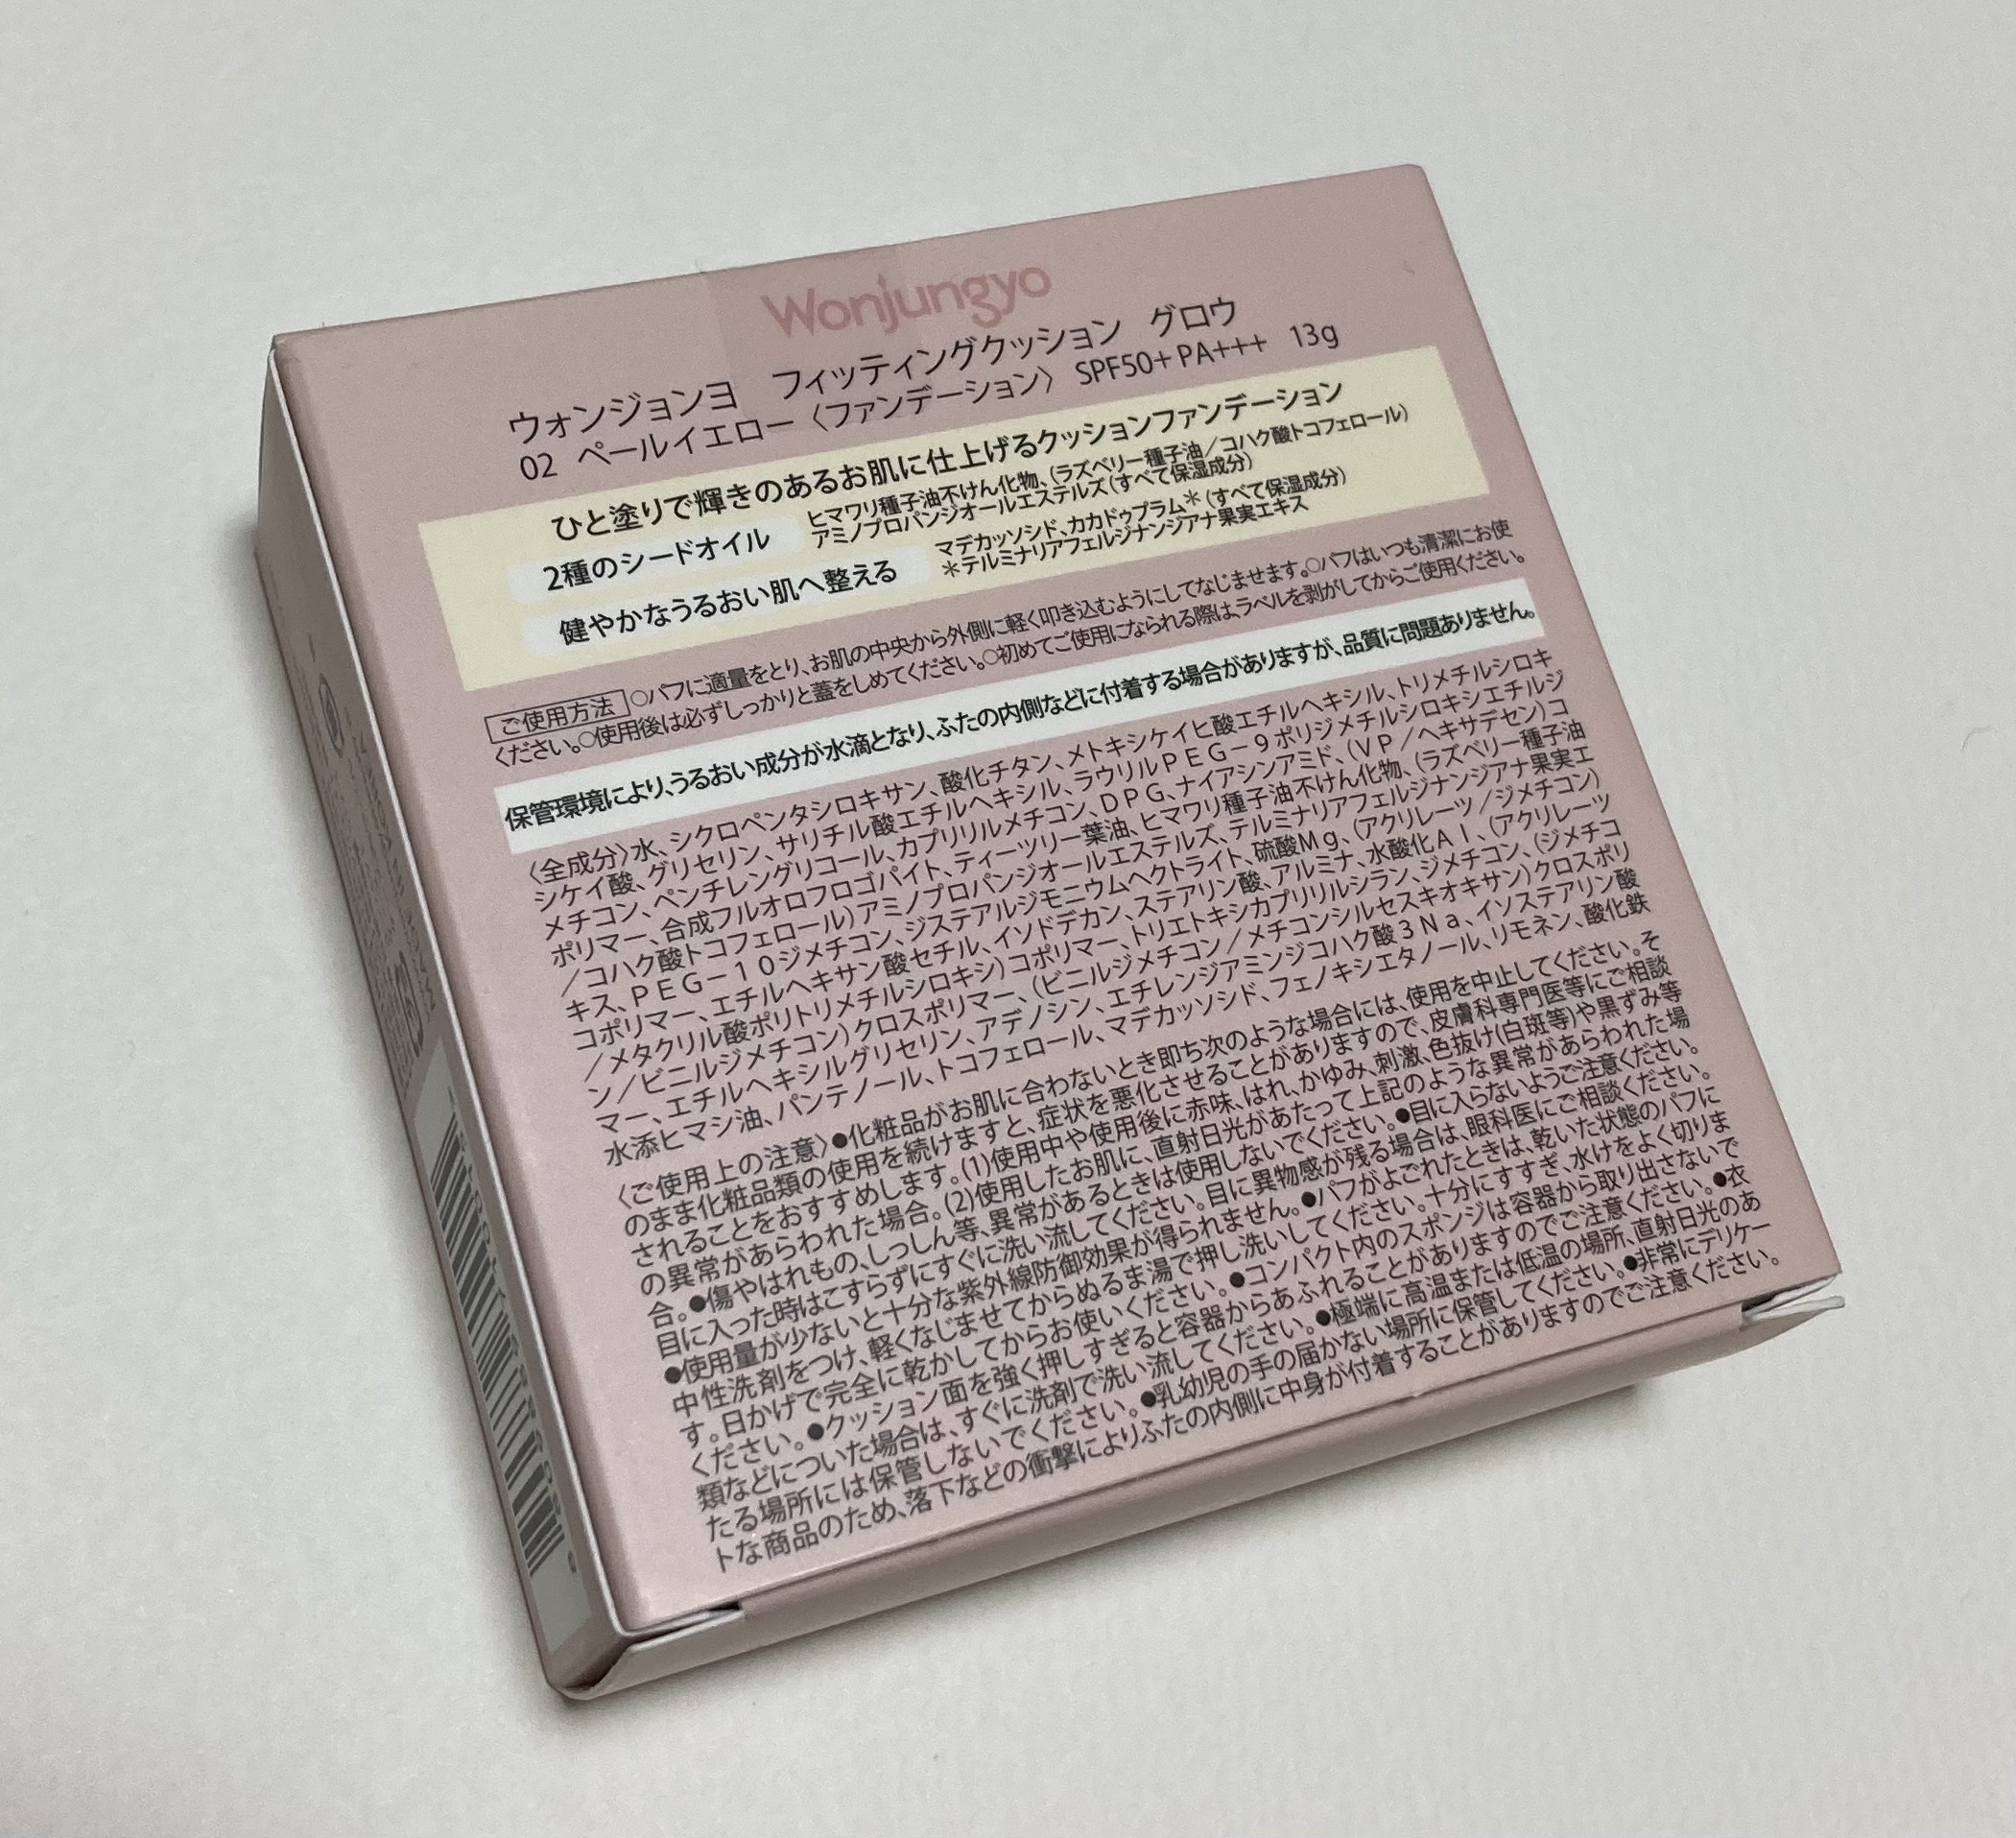 Wonjungyo
ウォンジョンヨ　フィッティングクッション　グロウ
02 ペールイエロー〈ファンデーション〉 SPF50+ PA+++ 13g
ひと塗りで輝きのあるお肌に仕上げるクッションファンデーション
2種のシードオイル ヒマワリ種子油不けん化物、(ラズベリー種子油/コハク酸トコフェロール)
アミノプロパンジオールエステルズ(すべて保湿成分)
健やかなうるおい肌へ整える マデカッソシド、カカドゥプラム＊(すべて保湿成分)
＊テルミナリアフェルジナンジアナ果実エキス
ご使用方法 ○パフに適量をとり、お肌の中央から外側に軽く叩き込むようにしてなじませます。○パフはいつも清潔にお使
ください。○使用後は必ずしっかりと蓋をしめてください。○初めてご使用になられる際は、ラベルを剥がしてからご使用ください。
保管環境により、うるおい成分が水滴となり、ふたの内側などに付着する場合がありますが、品質に問題ありません。
〈全成分〉水、シクロペンタシロキサン、酸化チタン、メトキシケイヒ酸エチルヘキシル、トリメチルシロキ
シケイ酸、グリセリン、サリチル酸エチルヘキシル、ラウリルＰＥＧ－９ポリジメチルシロキシエチルジ
メチコン、ペンチレングリコール、カプリリルメチコン、ＤＰＧ、ナイアシンアミド、（ＶＰ／ヘキサデセン）コ
ポリマー、合成フルオロフロゴパイト、ティーツリー葉油、ヒマワリ種子油不けん化物、（ラズベリー種子油
／コハク酸トコフェロール）アミノプロパンジオールエステルズ、テルミナリアフェルジナンジアナ果実エ
キス、ＰＥＧ－１０ジメチコン、ジステアルジモニウムヘクトライト、硫酸Ｍｇ、（アクリレーツ／ジメチコン）
コポリマー、エチルヘキサン酸セチル、イソドデカン、ステアリン酸、アルミナ、水酸化Ａｌ、（アクリレーツ
／メタクリル酸ポリトリメチルシロキシ）コポリマー、トリエトキシカプリリルシラン、ジメチコン、（ジメチコ
ン／ビニルジメチコン）クロスポリマー、（ビニルジメチコン／メチコンシルセスキオキサン）クロスポリ
マー、エチルヘキシルグリセリン、アデノシン、エチレンジアミンジコハク酸３Ｎａ、イソステアリン酸
水添ヒマシ油、パンテノール、トコフェロール、マデカッソシド、フェノキシエタノール、リモネン、酸化鉄
〈ご使用上の注意〉●化粧品がお肌に合わないとき即ち次のような場合には、使用を中止してください。そ
のまま化粧品類の使用を続けますと、症状を悪化させることがありますので、皮膚科専門医等にご相談
されることをおすすめします。(1)使用中や使用後に赤味、はれ、かゆみ、刺激、色抜け(白斑等)や黒ずみ等
の異常があらわれた場合。(2)使用したお肌に、直射日光があたって上記のような異常があらわれた場
合。●傷やはれもの、しっしん等、異常があるときは使用しないでください。●目に入らないようご注意ください。
目に入った時はこすらずにすぐに洗い流してください。目に異物感が残る場合は、眼科医にご相談ください。
●使用量が少ないと十分な紫外線防御効果が得られません。●パフがよごれたときは、乾いた状態のパフに
中性洗剤をつけ、軽くなじませてからぬるま湯で押し洗いしてください。十分にすすぎ、水けをよく切りま
す。日かげで完全に乾かしてからお使いください。●コンパクト内のスポンジは容器から取り出さないで
ください。●クッション面を強く押しすぎると容器からあふれることがありますのでご注意ください。●衣
類などについた場合は、すぐに洗剤で洗い流してください。●極端に高温または低温の場所、直射日光のあ
たる場所には保管しないでください。●乳幼児の手の届かない場所に保管してください。●非常にデリケー
トな商品のため、落下などの衝撃によりふたの内側に中身が付着することがありますのでご注意ください。